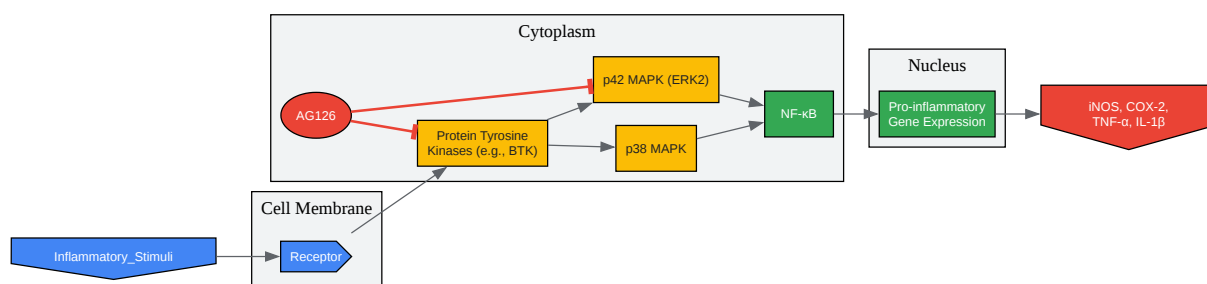 Cytoplasm
p42 MAPK (ERK2)
AG126
Protein Tyrosine
Kinases (e.g., BTK)
p38 MAPK
NF-κB
Nucleus
Pro-inflammatory
Gene Expression
iNOS, COX-2,
TNF-α, IL-1β
Cell Membrane
Inflammatory_Stimuli
Receptor